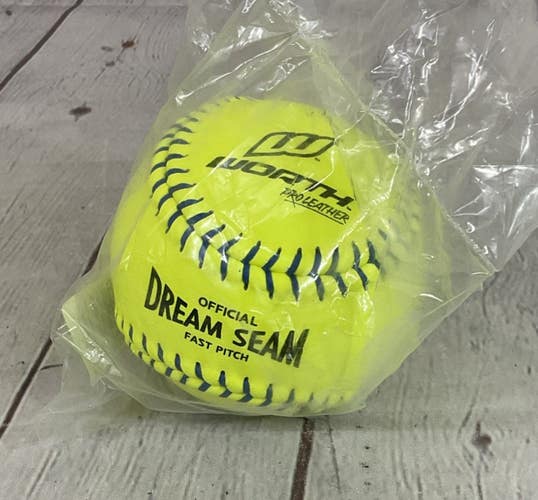 WORTH
PRO LEATHER
OFFICIAL
DREAM SEAM
FAST PITCH